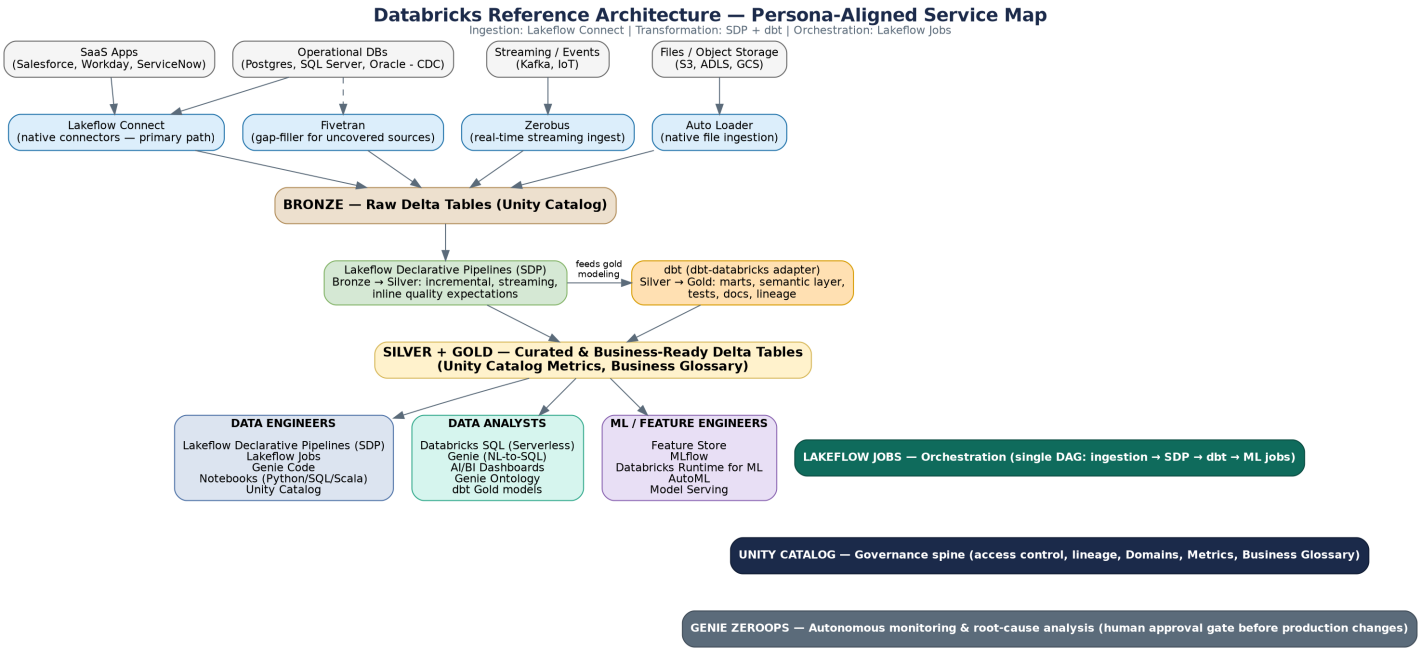 Databricks Reference Architecture — Persona-Aligned Service Map
Ingestion: Lakeflow Connect | Transformation: SDP + dbt | Orchestration: Lakeflow Jobs
SaaS Apps
(Salesforce, Workday, ServiceNow)
Operational DBs
(Postgres, SQL Server, Oracle - CDC)
Streaming / Events
(Kafka, IoT)
Files / Object Storage
(S3, ADLS, GCS)
Lakeflow Connect
(native connectors — primary path)
Fivetran
(gap-filler for uncovered sources)
Zerobus
(real-time streaming ingest)
Auto Loader
(native file ingestion)
BRONZE — Raw Delta Tables (Unity Catalog)
Lakeflow Declarative Pipelines (SDP)
Bronze → Silver: incremental, streaming,
inline quality expectations
feeds gold
modeling
dbt (dbt-databricks adapter)
Silver → Gold: marts, semantic layer,
tests, docs, lineage
SILVER + GOLD — Curated & Business-Ready Delta Tables
(Unity Catalog Metrics, Business Glossary)
DATA ENGINEERS
Lakeflow Declarative Pipelines (SDP)
Lakeflow Jobs
Genie Code
Notebooks (Python/SQL/Scala)
Unity Catalog
DATA ANALYSTS
Databricks SQL (Serverless)
Genie (NL-to-SQL)
AI/BI Dashboards
Genie Ontology
dbt Gold models
ML / FEATURE ENGINEERS
Feature Store
MLflow
Databricks Runtime for ML
AutoML
Model Serving
LAKEFLOW JOBS — Orchestration (single DAG: ingestion → SDP → dbt → ML jobs)
UNITY CATALOG — Governance spine (access control, lineage, Domains, Metrics, Business Glossary)
GENIE ZEROOPS — Autonomous monitoring & root-cause analysis (human approval gate before production changes)